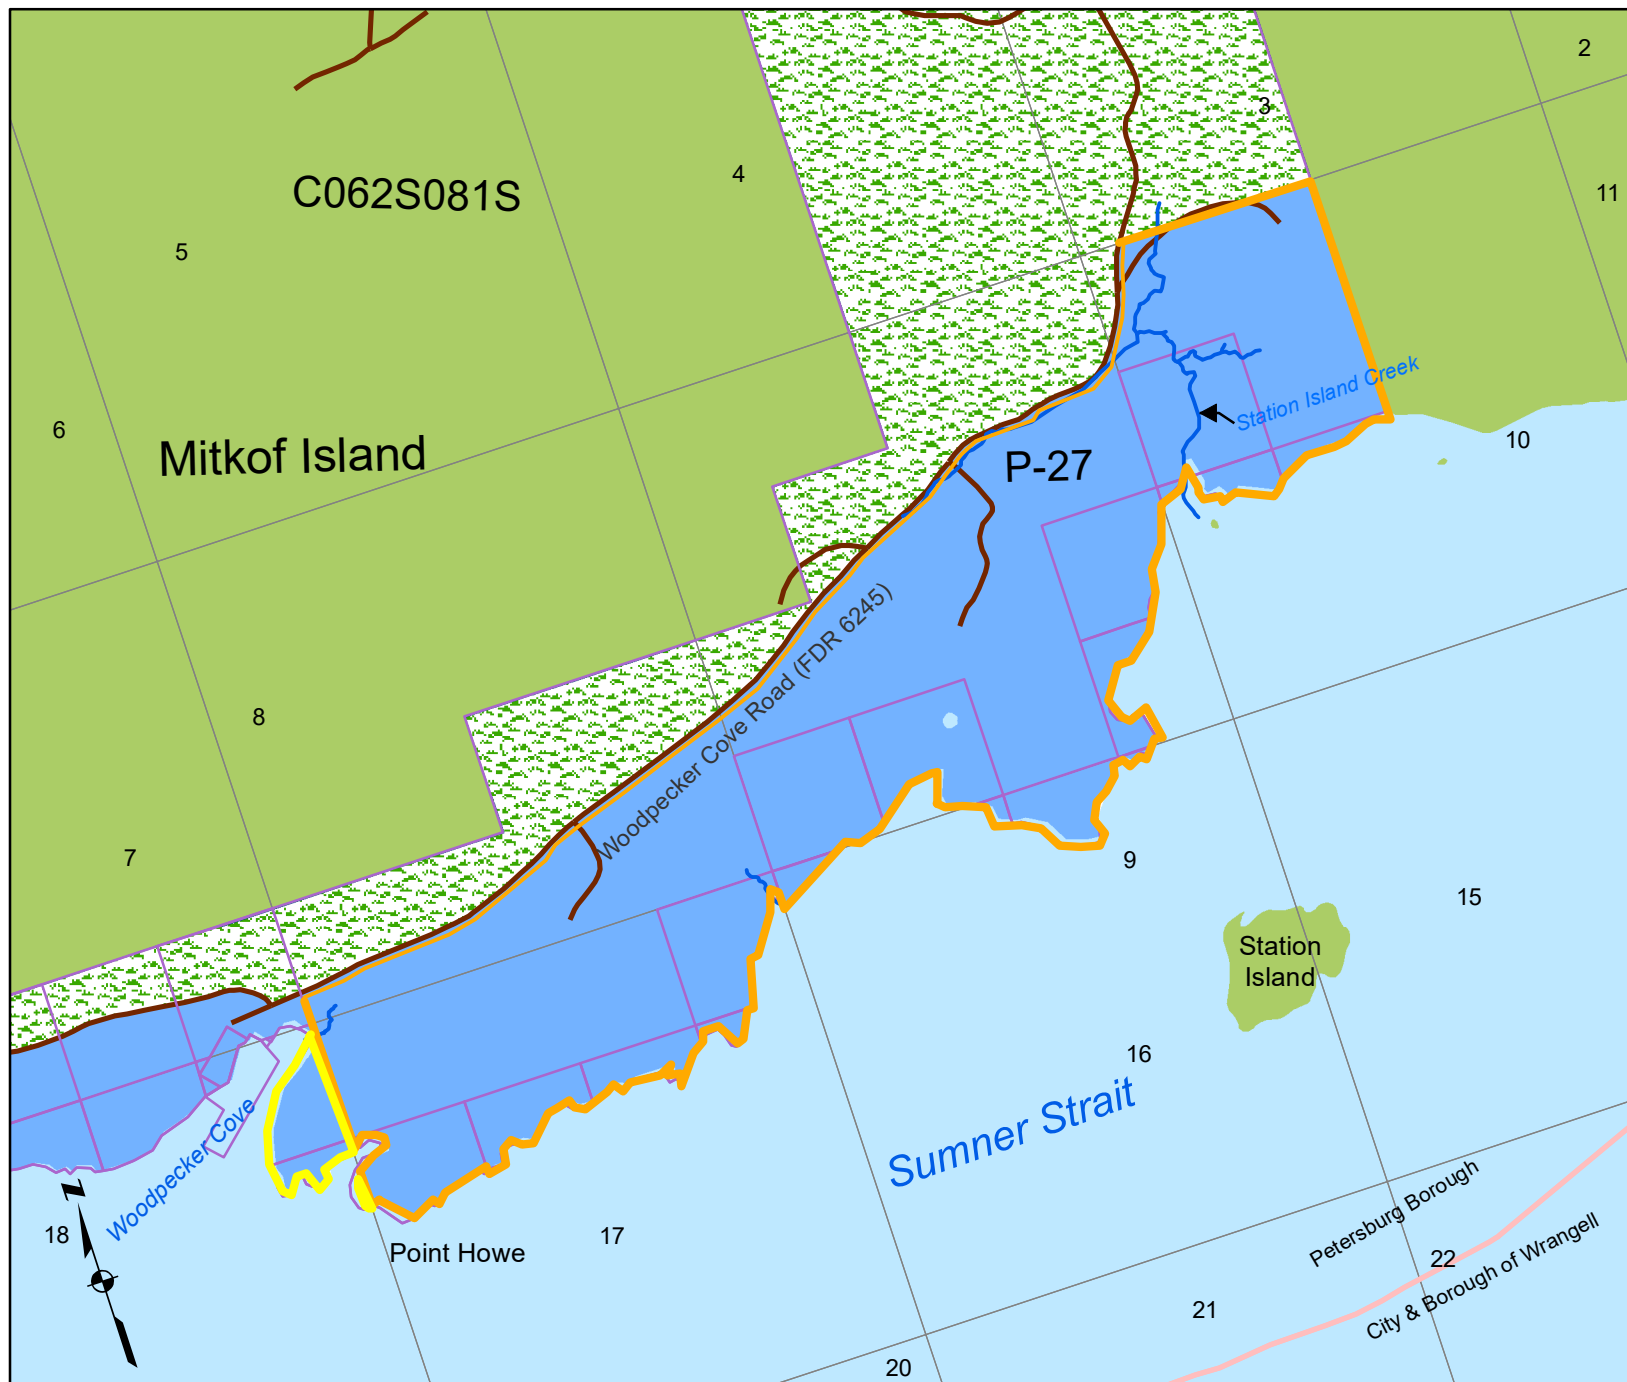 2
3
4
C062S081S
11
5
Station Island Creek
6
10
Mitkof Island
P-27
Woodpecker Cove Road (FDR 6245)
8
7
9
15
Station
Island
16
Sumner Strait
Woodpecker Cove
N
18
17
Point Howe
Petersburg Borough
22
City & Borough of Wrangell
21
20